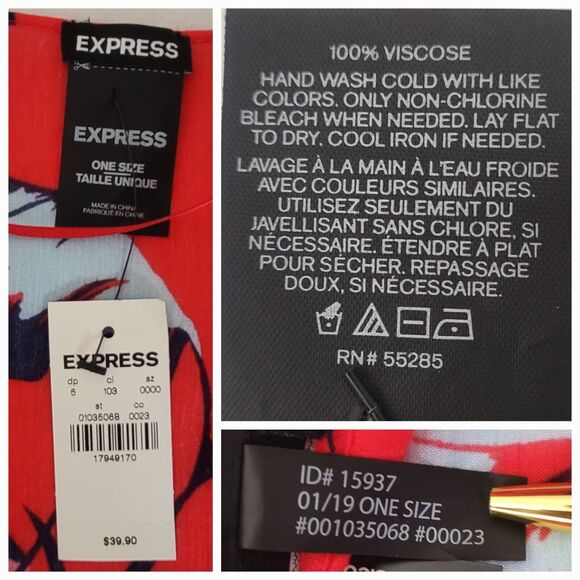 EXPRESS
EXPRESS
ONE SIZE
TAILLE UNIQUE
MADE IN CHINA
FABRIQUÉ EN CHINE
EXPRESS
dp cl sz
6 103 0000
st co
01035068 0023
17949170
$39.90
100% VISCOSE
HAND WASH COLD WITH LIKE
COLORS. ONLY NON-CHLORINE
BLEACH WHEN NEEDED. LAY FLAT
TO DRY. COOL IRON IF NEEDED.
LAVAGE À LA MAIN À L'EAU FROIDE
AVEC COULEURS SIMILAIRES.
UTILISEZ SEULEMENT DU
JAVELLISANT SANS CHLORE, SI
NÉCESSAIRE. ÉTENDRE À PLAT
POUR SÉCHER. REPASSAGE
DOUX, SI NÉCESSAIRE.
RN# 55285
ID# 15937
01/19 ONE SIZE
#001035068 #00023